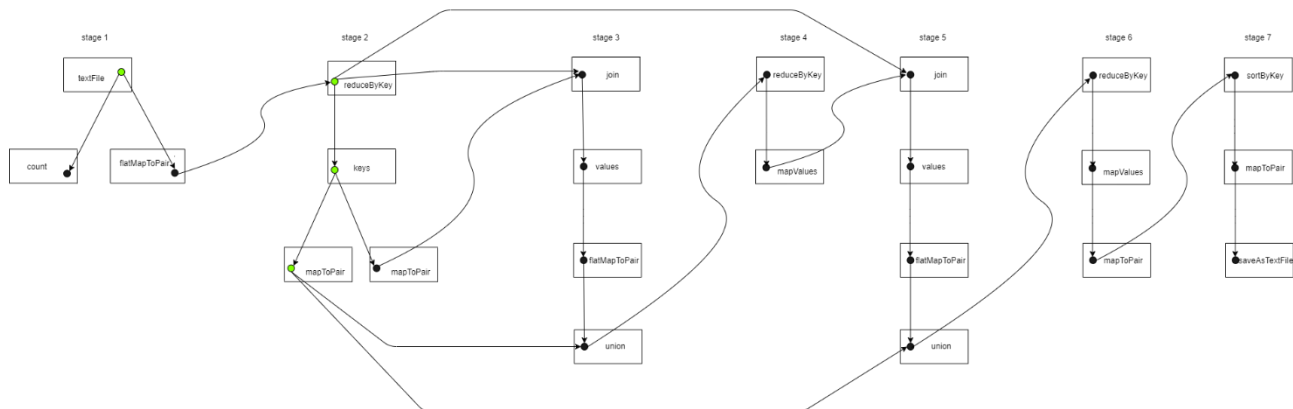 stage 1
textFile
count
flatMapToPair
stage 2
reduceByKey
keys
mapToPair
mapToPair
stage 3
join
values
flatMapToPair
union
stage 4
reduceByKey
mapValues
stage 5
join
values
flatMapToPair
union
stage 6
reduceByKey
mapValues
mapToPair
stage 7
sortByKey
mapToPair
saveAsTextFile